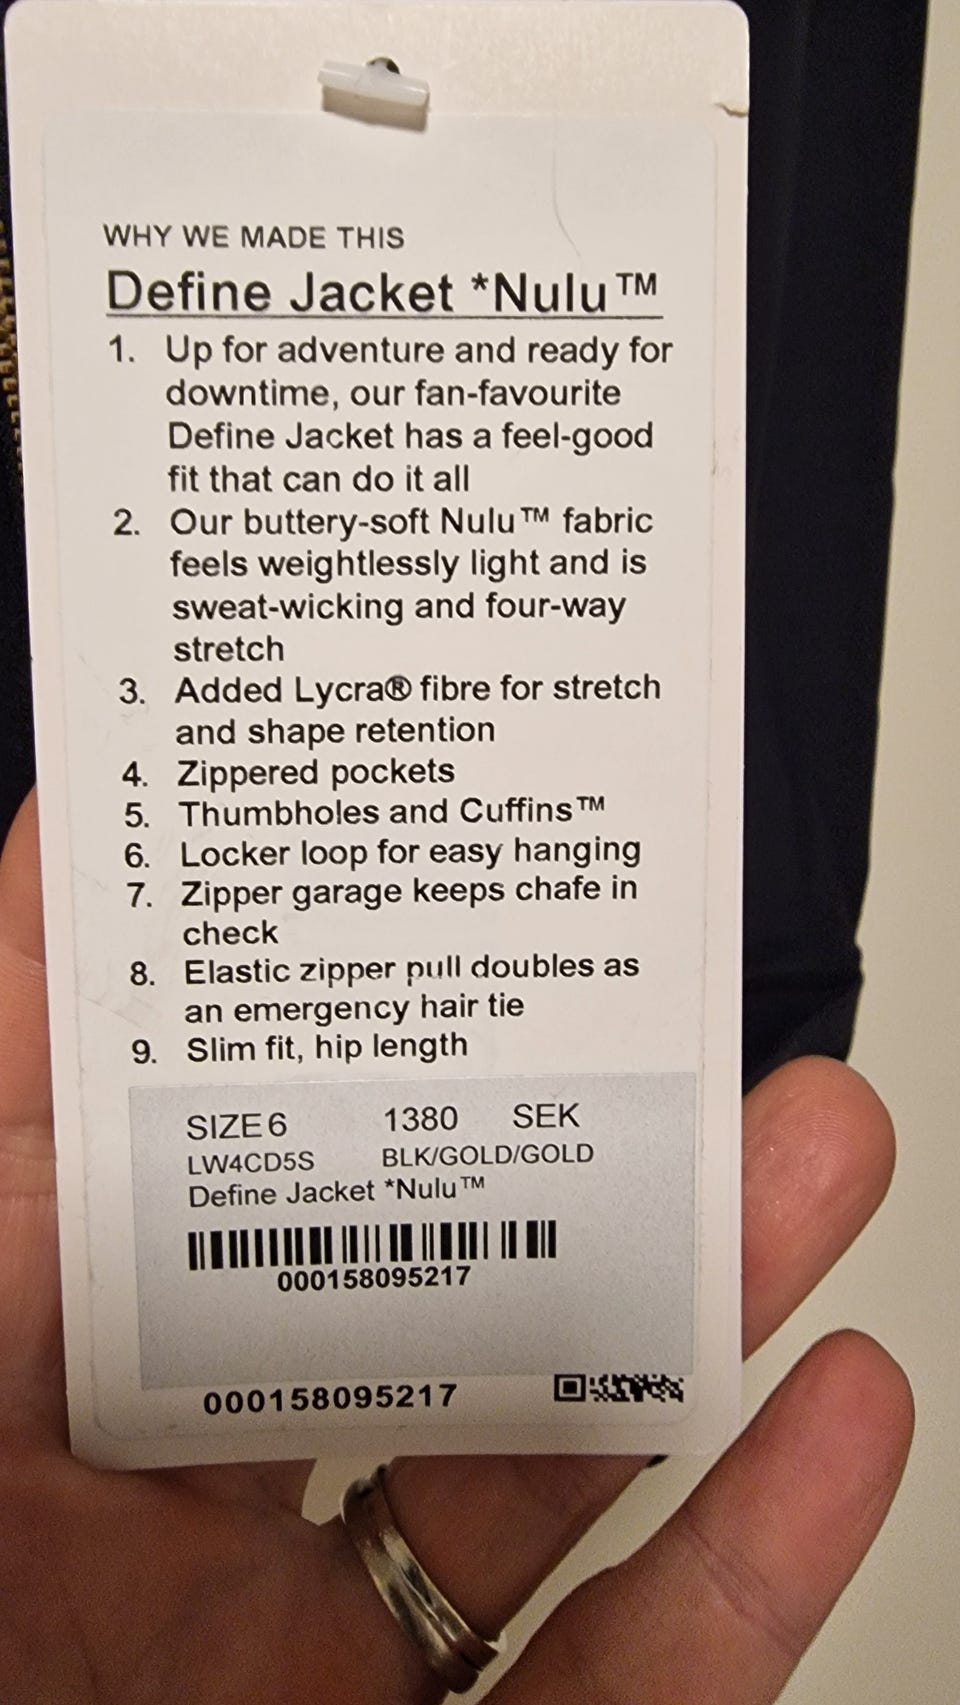 WHY WE MADE THIS
Define Jacket *Nulu™
1. Up for adventure and ready for
downtime, our fan-favourite
Define Jacket has a feel-good
fit that can do it all
2. Our buttery-soft Nulu™ fabric
feels weightlessly light and is
sweat-wicking and four-way
stretch
3. Added Lycra® fibre for stretch
and shape retention
4. Zippered pockets
5. Thumbholes and Cuffins™
6. Locker loop for easy hanging
7. Zipper garage keeps chafe in
check
8. Elastic zipper pull doubles as
an emergency hair tie
9. Slim fit, hip length
SIZE 6 1380 SEK
LW4CD5S BLK/GOLD/GOLD
Define Jacket *Nulu™
000158095217
000158095217